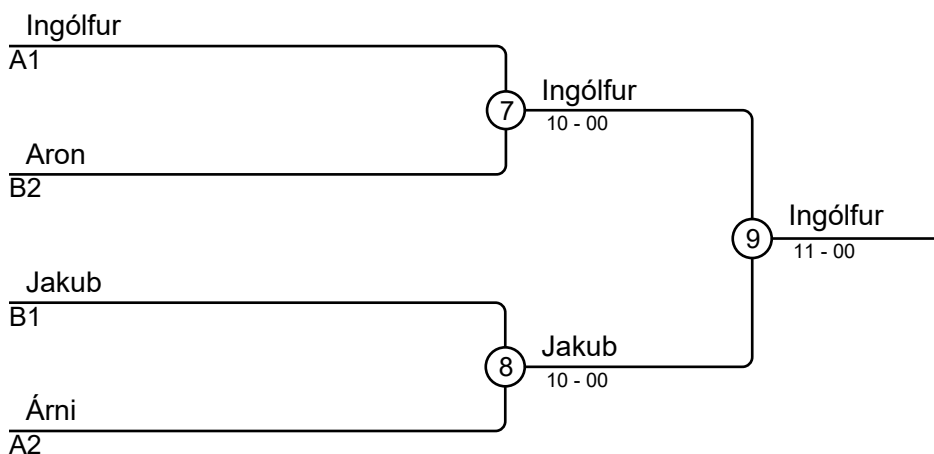 Ingólfur
A1
7
Ingólfur
10 - 00
Aron
B2
9
Ingólfur
11 - 00
Jakub
B1
8
Jakub
10 - 00
Árni
A2